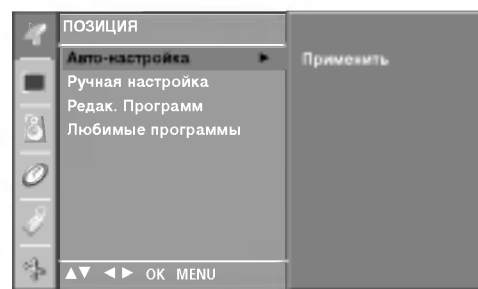 ПОЗИЦИЯ
Авто-настройка ►
Применить
Ручная настройка
Редак. Программ
Любимые программы
▲▼ ◄► OK MENU